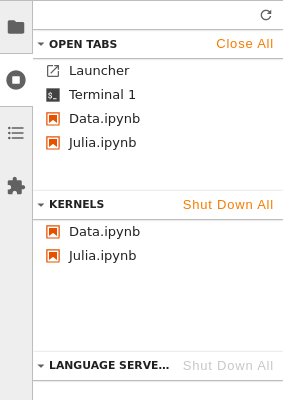 OPEN TABS Close All
Launcher
$_ Terminal 1
Data.ipynb
Julia.ipynb
KERNELS Shut Down All
Data.ipynb
Julia.ipynb
LANGUAGE SERVE... Shut Down All